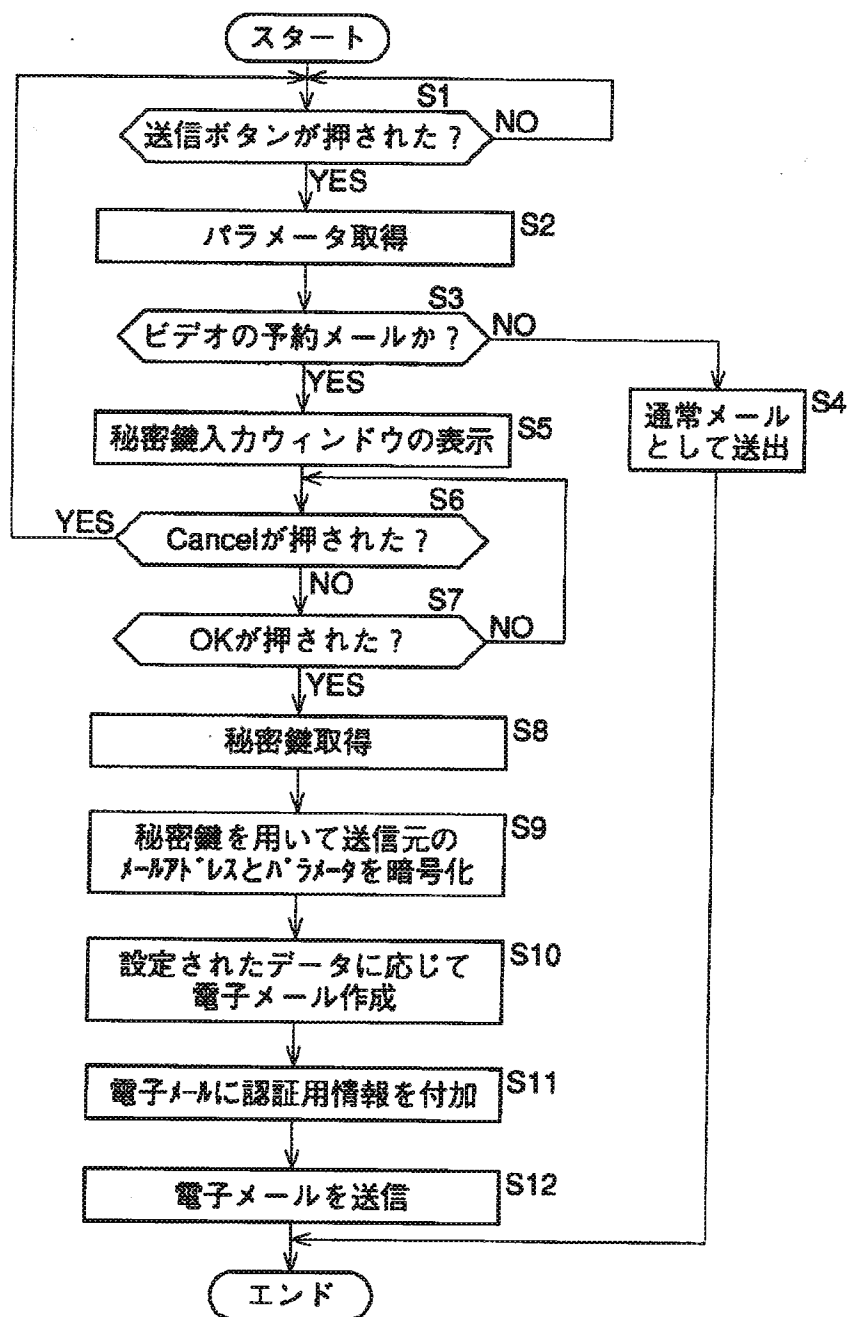 スタート
S1
送信ボタンが押された?
NO
YES
パラメータ取得
S2
S3
ビデオの予約メールか?
NO
YES
通常メール
として送出
S4
秘密鍵入力ウィンドウの表示
S5
S6
YES
Cancelが押された?
NO
S7
OKが押された?
NO
YES
秘密鍵取得
S8
秘密鍵を用いて送信元の
メールアドレスとパラメータを暗号化
S9
設定されたデータに応じて
電子メール作成
S10
電子メールに認証用情報を付加
S11
電子メールを送信
S12
エンド